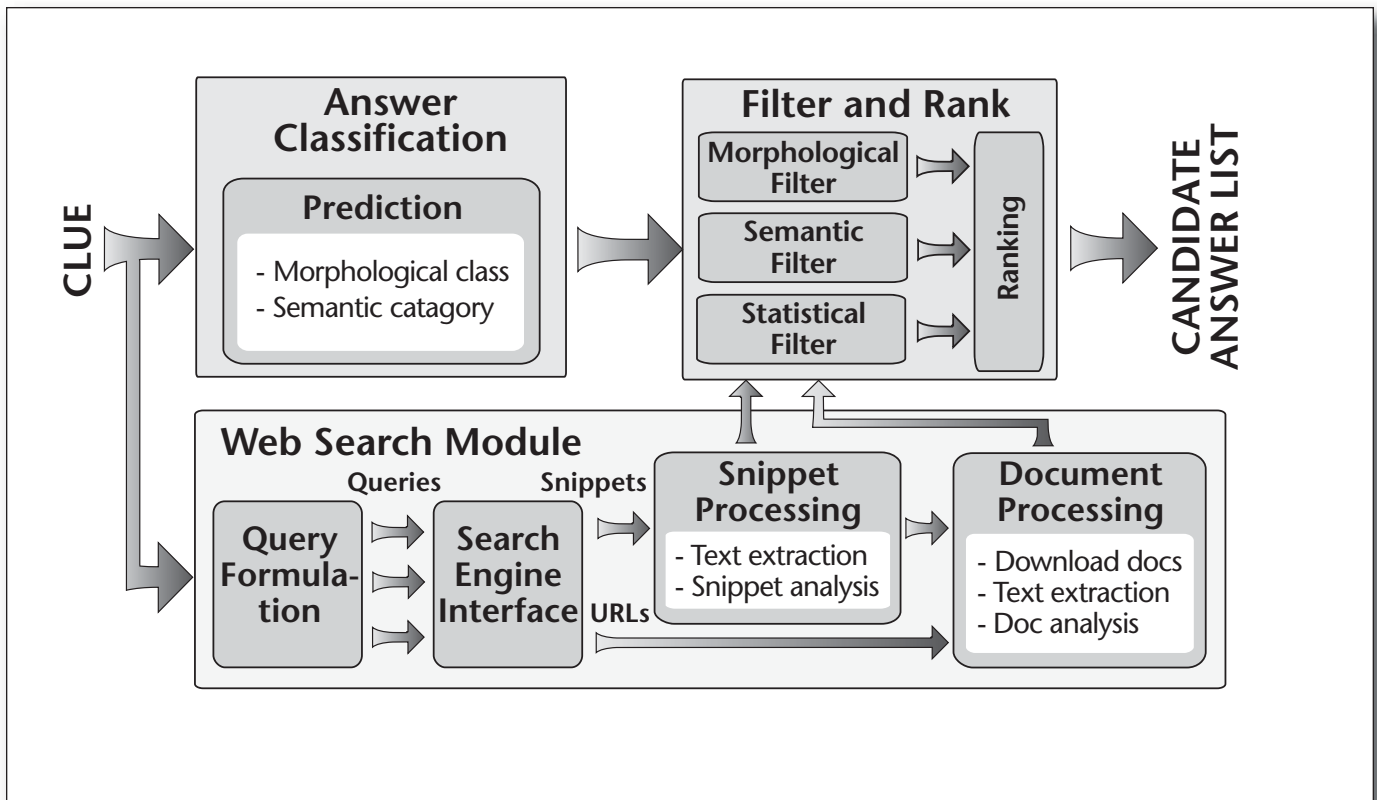 CLUE
Answer
Classification
Prediction
- Morphological class
- Semantic catagory
Filter and Rank
Morphological
Filter
Semantic
Filter
Statistical
Filter
Ranking
CANDIDATE
ANSWER LIST
Web Search Module
Queries
Snippets
Query
Formula-
tion
Search
Engine
Interface
URLs
Snippet
Processing
- Text extraction
- Snippet analysis
Document
Processing
- Download docs
- Text extraction
- Doc analysis